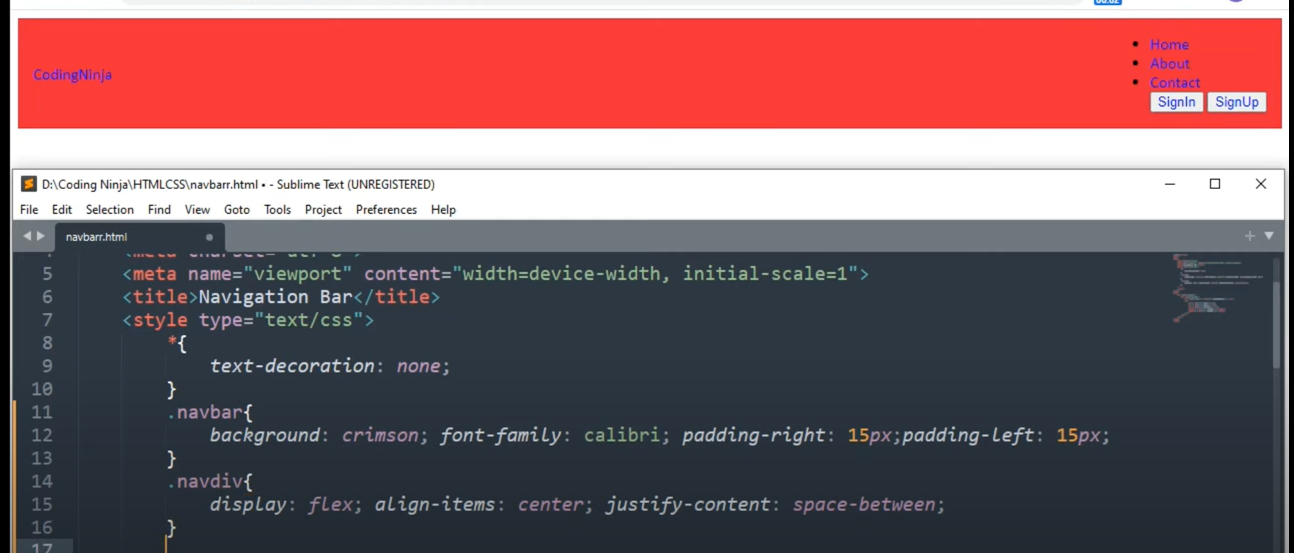 00:02
CodingNinja
Home
About
Contact
SignIn SignUp
D:\Coding Ninja\HTMLCSS\navbarr.html • - Sublime Text (UNREGISTERED)
File Edit Selection Find View Goto Tools Project Preferences Help
navbarr.html
5 <meta name="viewport" content="width=device-width, initial-scale=1">
6 <title>Navigation Bar</title>
7 <style type="text/css">
8 *{
9 text-decoration: none;
10 }
11 .navbar{
12 background: crimson; font-family: calibri; padding-right: 15px;padding-left: 15px;
13 }
14 .navdiv{
15 display: flex; align-items: center; justify-content: space-between;
16 }
17